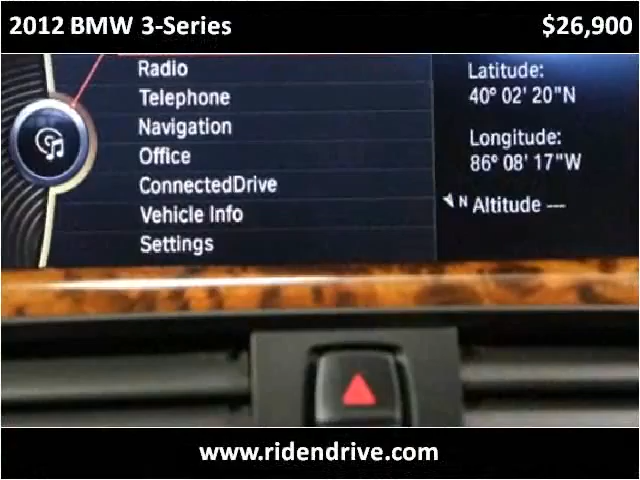 2012 BMW 3-Series $26,900
Radio
Telephone
Navigation
Office
ConnectedDrive
Vehicle Info
Settings
Latitude:
40° 02' 20"N
Longitude:
86° 08' 17"W
N Altitude ---
www.ridendrive.com